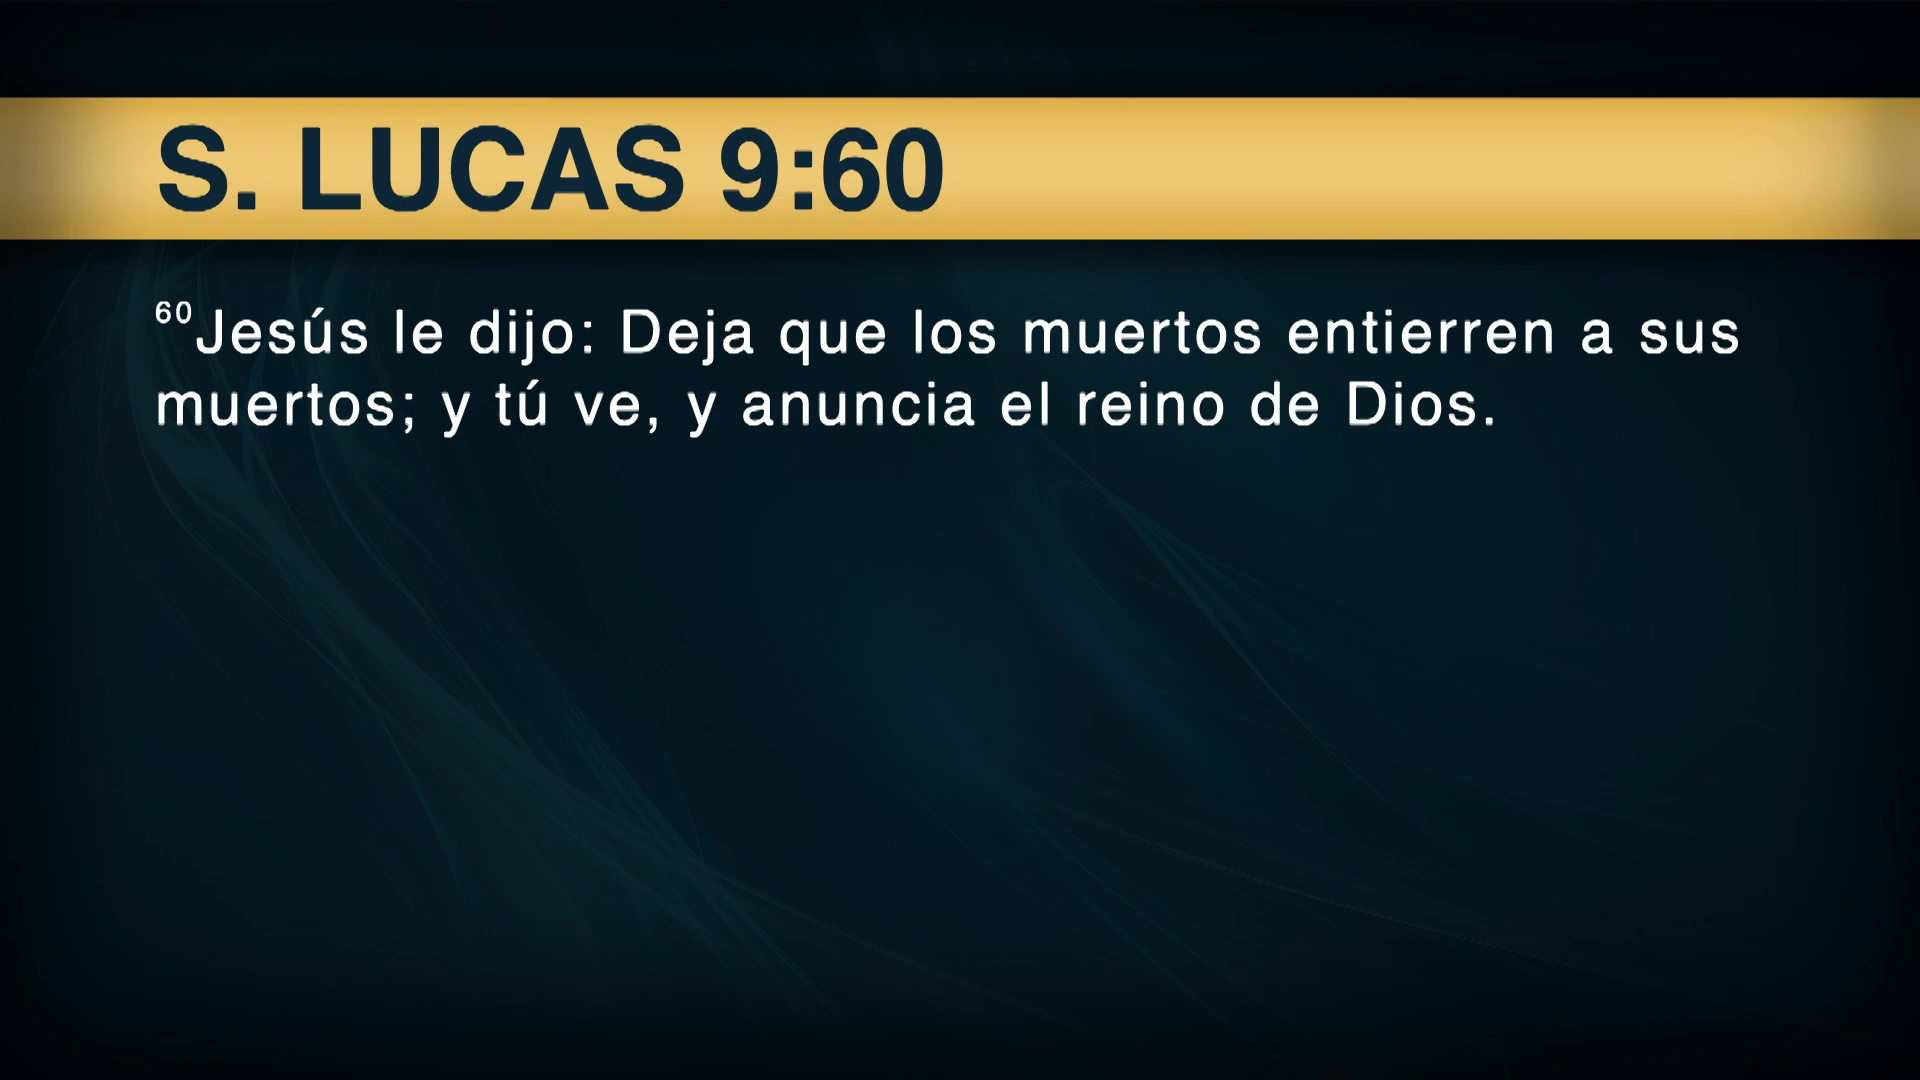 S. LUCAS 9:60
60Jesús le dijo: Deja que los muertos entierren a sus
muertos; y tú ve, y anuncia el reino de Dios.